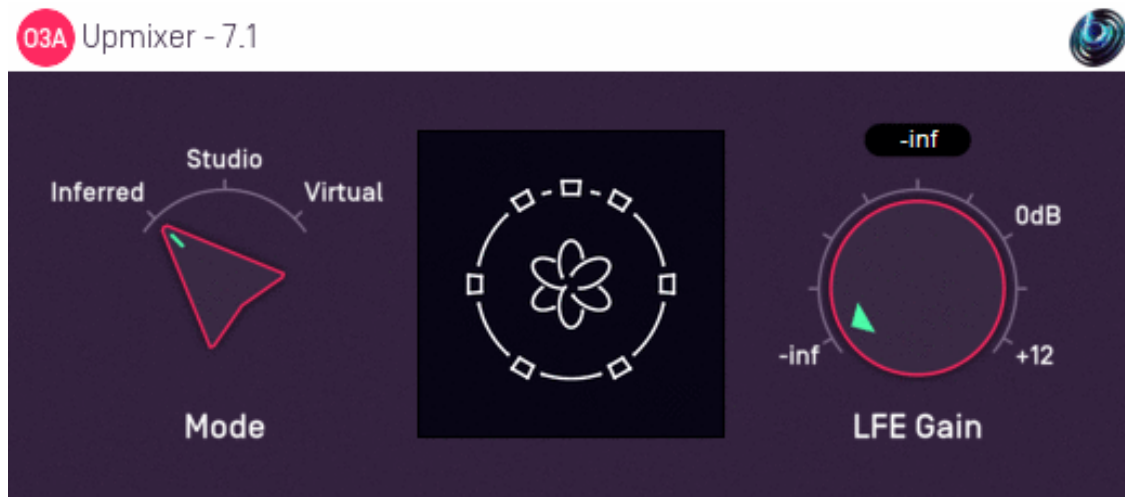 O3A Upmixer - 7.1
Studio
Inferred
Virtual
Mode
-inf
0dB
-inf
+12
LFE Gain